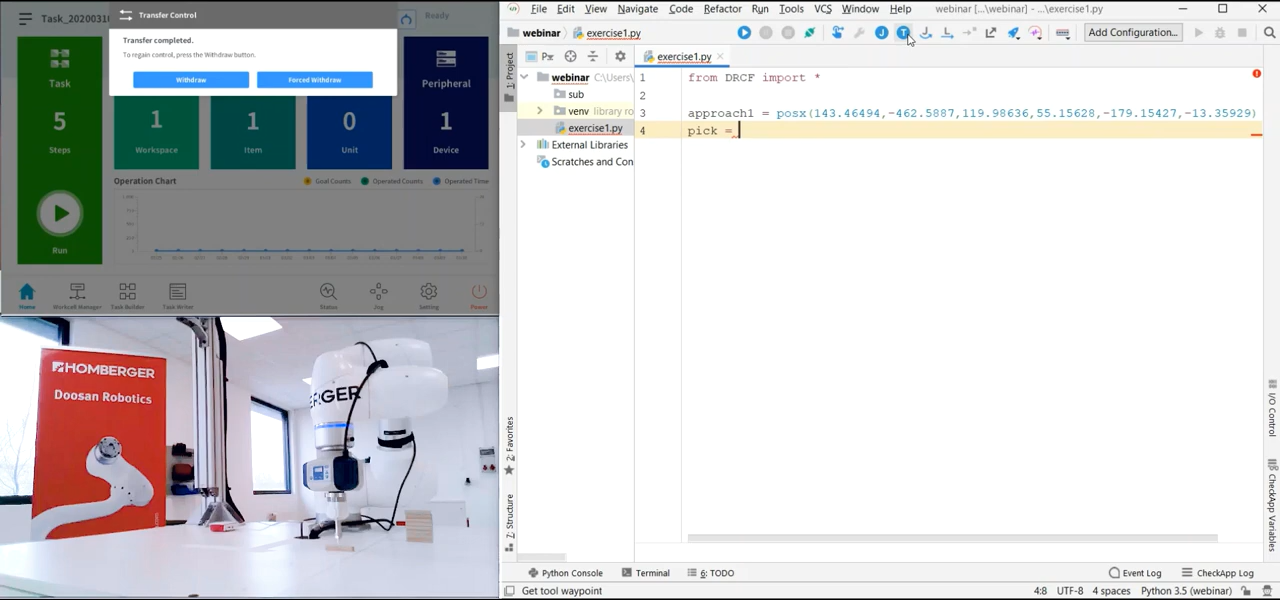 Task_2020031
Transfer Control
Ready
Transfer completed.
To regain control, press the Withdraw button.
Withdraw
Forced Withdraw
Task
5
Steps
Run
1
Workspace
1
Item
0
Unit
Peripheral
1
Device
Operation Chart
Goal Counts
Operated Counts
Operated Time
Home
Workcell Manager
Task Builder
Task Writer
Status
Jog
Setting
Power
HOMBERGER
Doosan Robotics
ERGER
File Edit View Navigate Code Refactor Run Tools VCS Window Help
webinar [...\webinar] - ...\exercise1.py
webinar exercise1.py
Add Configuration...
1: Project
exercise1.py
webinar C:\Users\
sub
venv library ro
exercise1.py
External Libraries
Scratches and Con
1 from DRCF import *
2
3 approach1 = posx(143.46494,-462.5887,119.98636,55.15628,-179.15427,-13.35929)
4 pick =
I/O Control
CheckApp Log
CheckApp Variables
2: Favorites
7: Structure
Python Console
Terminal
6: TODO
Event Log
CheckApp Log
Get tool waypoint
4:8 UTF-8 4 spaces Python 3.5 (webinar)